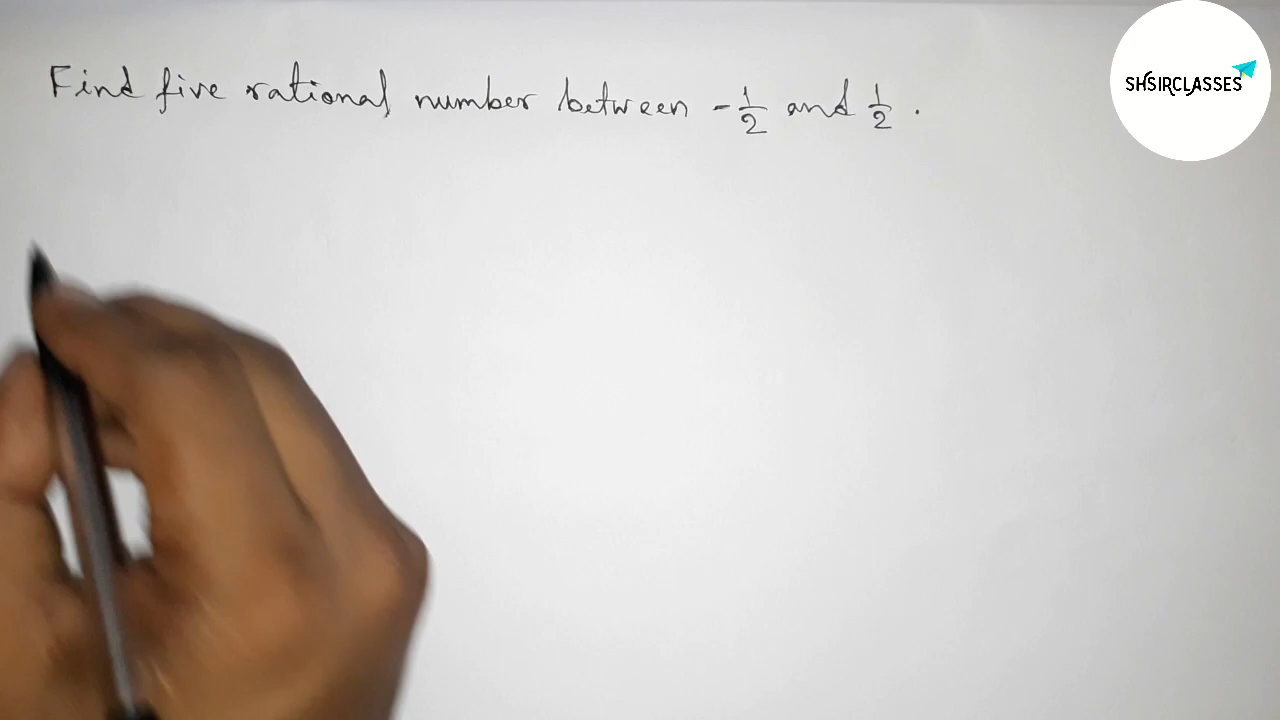 Find five rational number between -1/2 and 1/2 .
SHSIRCLASSES